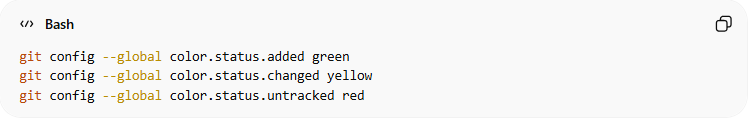 </> Bash
git config --global color.status.added green
git config --global color.status.changed yellow
git config --global color.status.untracked red